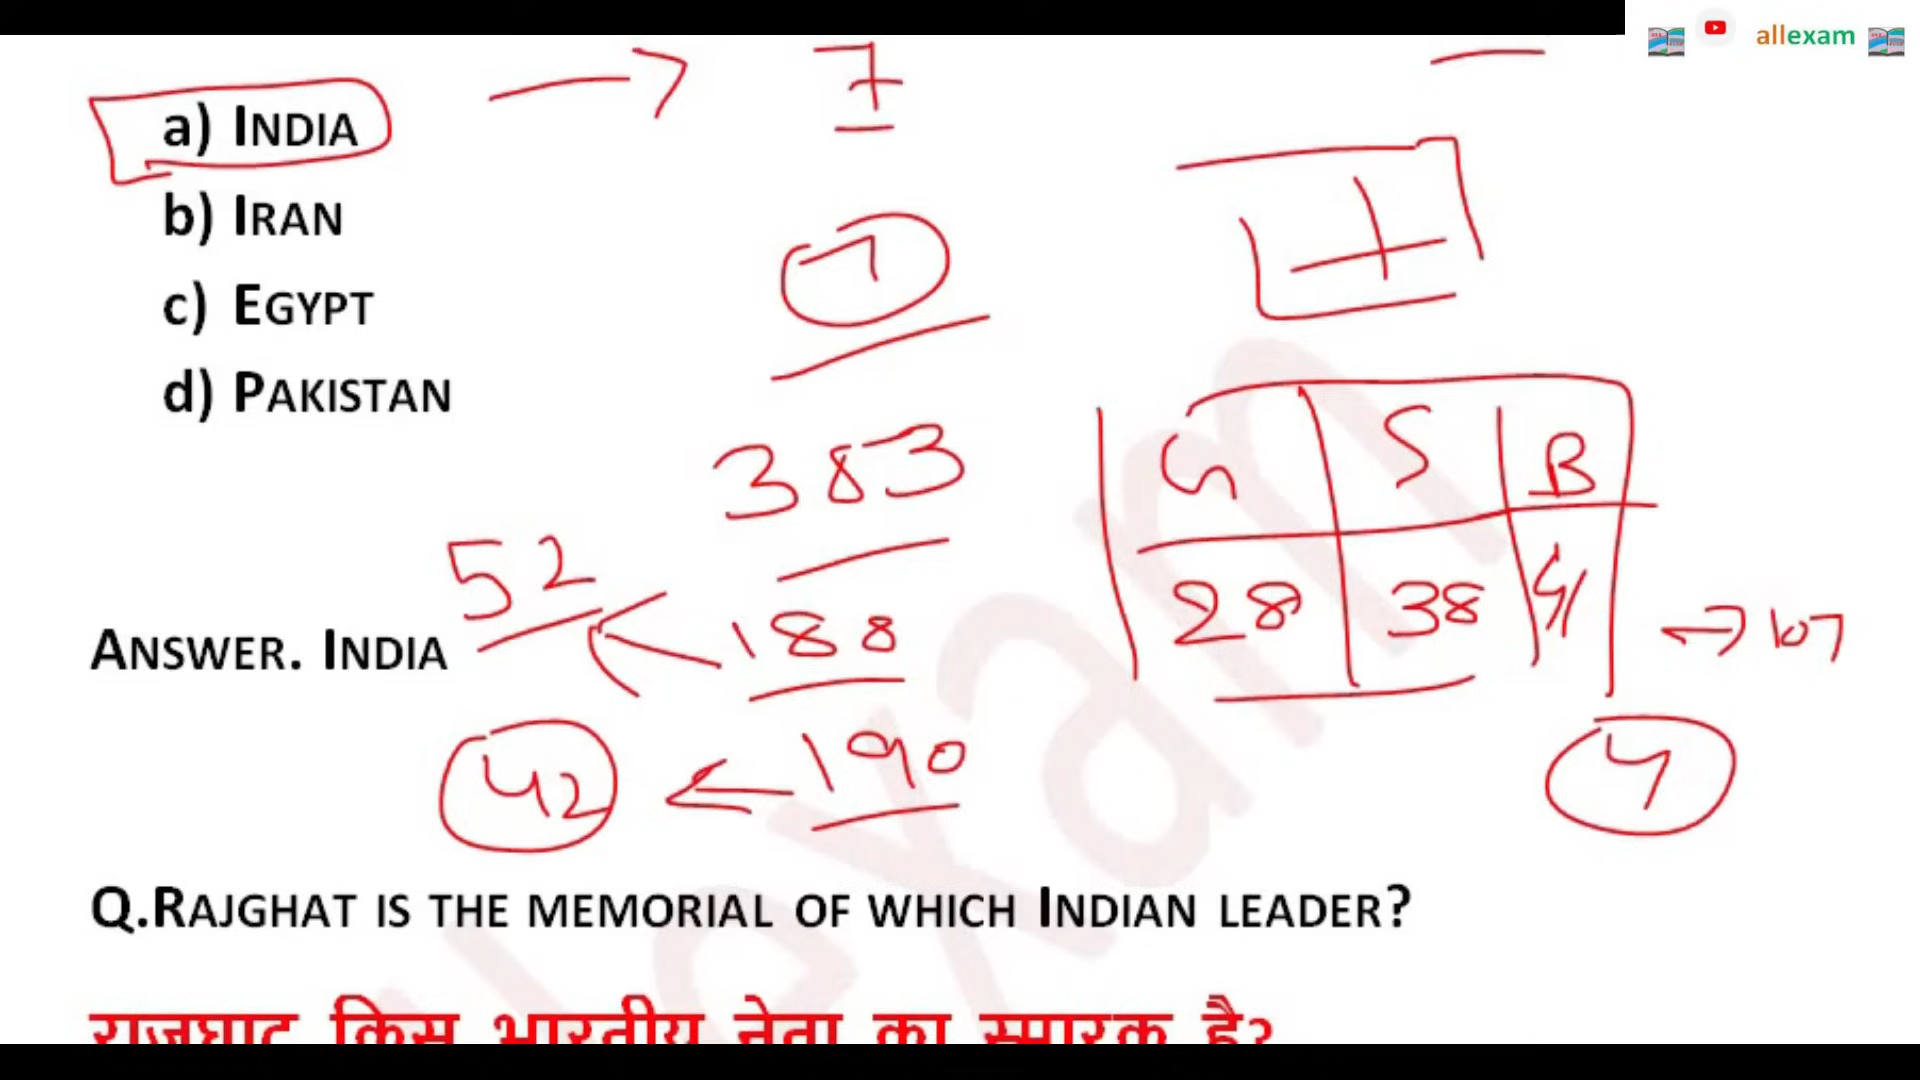 allexam
7
a) INDIA
b) IRAN
7
c) EGYPT
d) PAKISTAN
G S B
383
52
28 38 41
188
107
ANSWER. INDIA
190
42
4
Q.RAJGHAT IS THE MEMORIAL OF WHICH INDIAN LEADER?
राजघाट किस भारतीय नेता का स्मारक है?